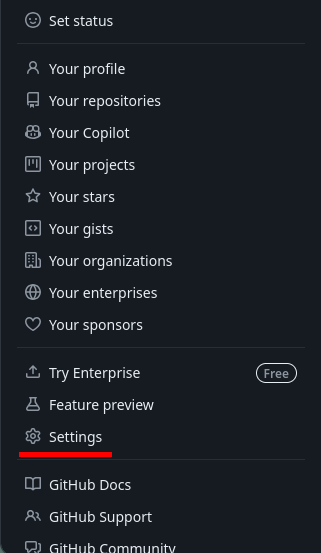 Set status
Your profile
Your repositories
Your Copilot
Your projects
Your stars
Your gists
Your organizations
Your enterprises
Your sponsors
Try Enterprise Free
Feature preview
Settings
GitHub Docs
GitHub Support
GitHub Community